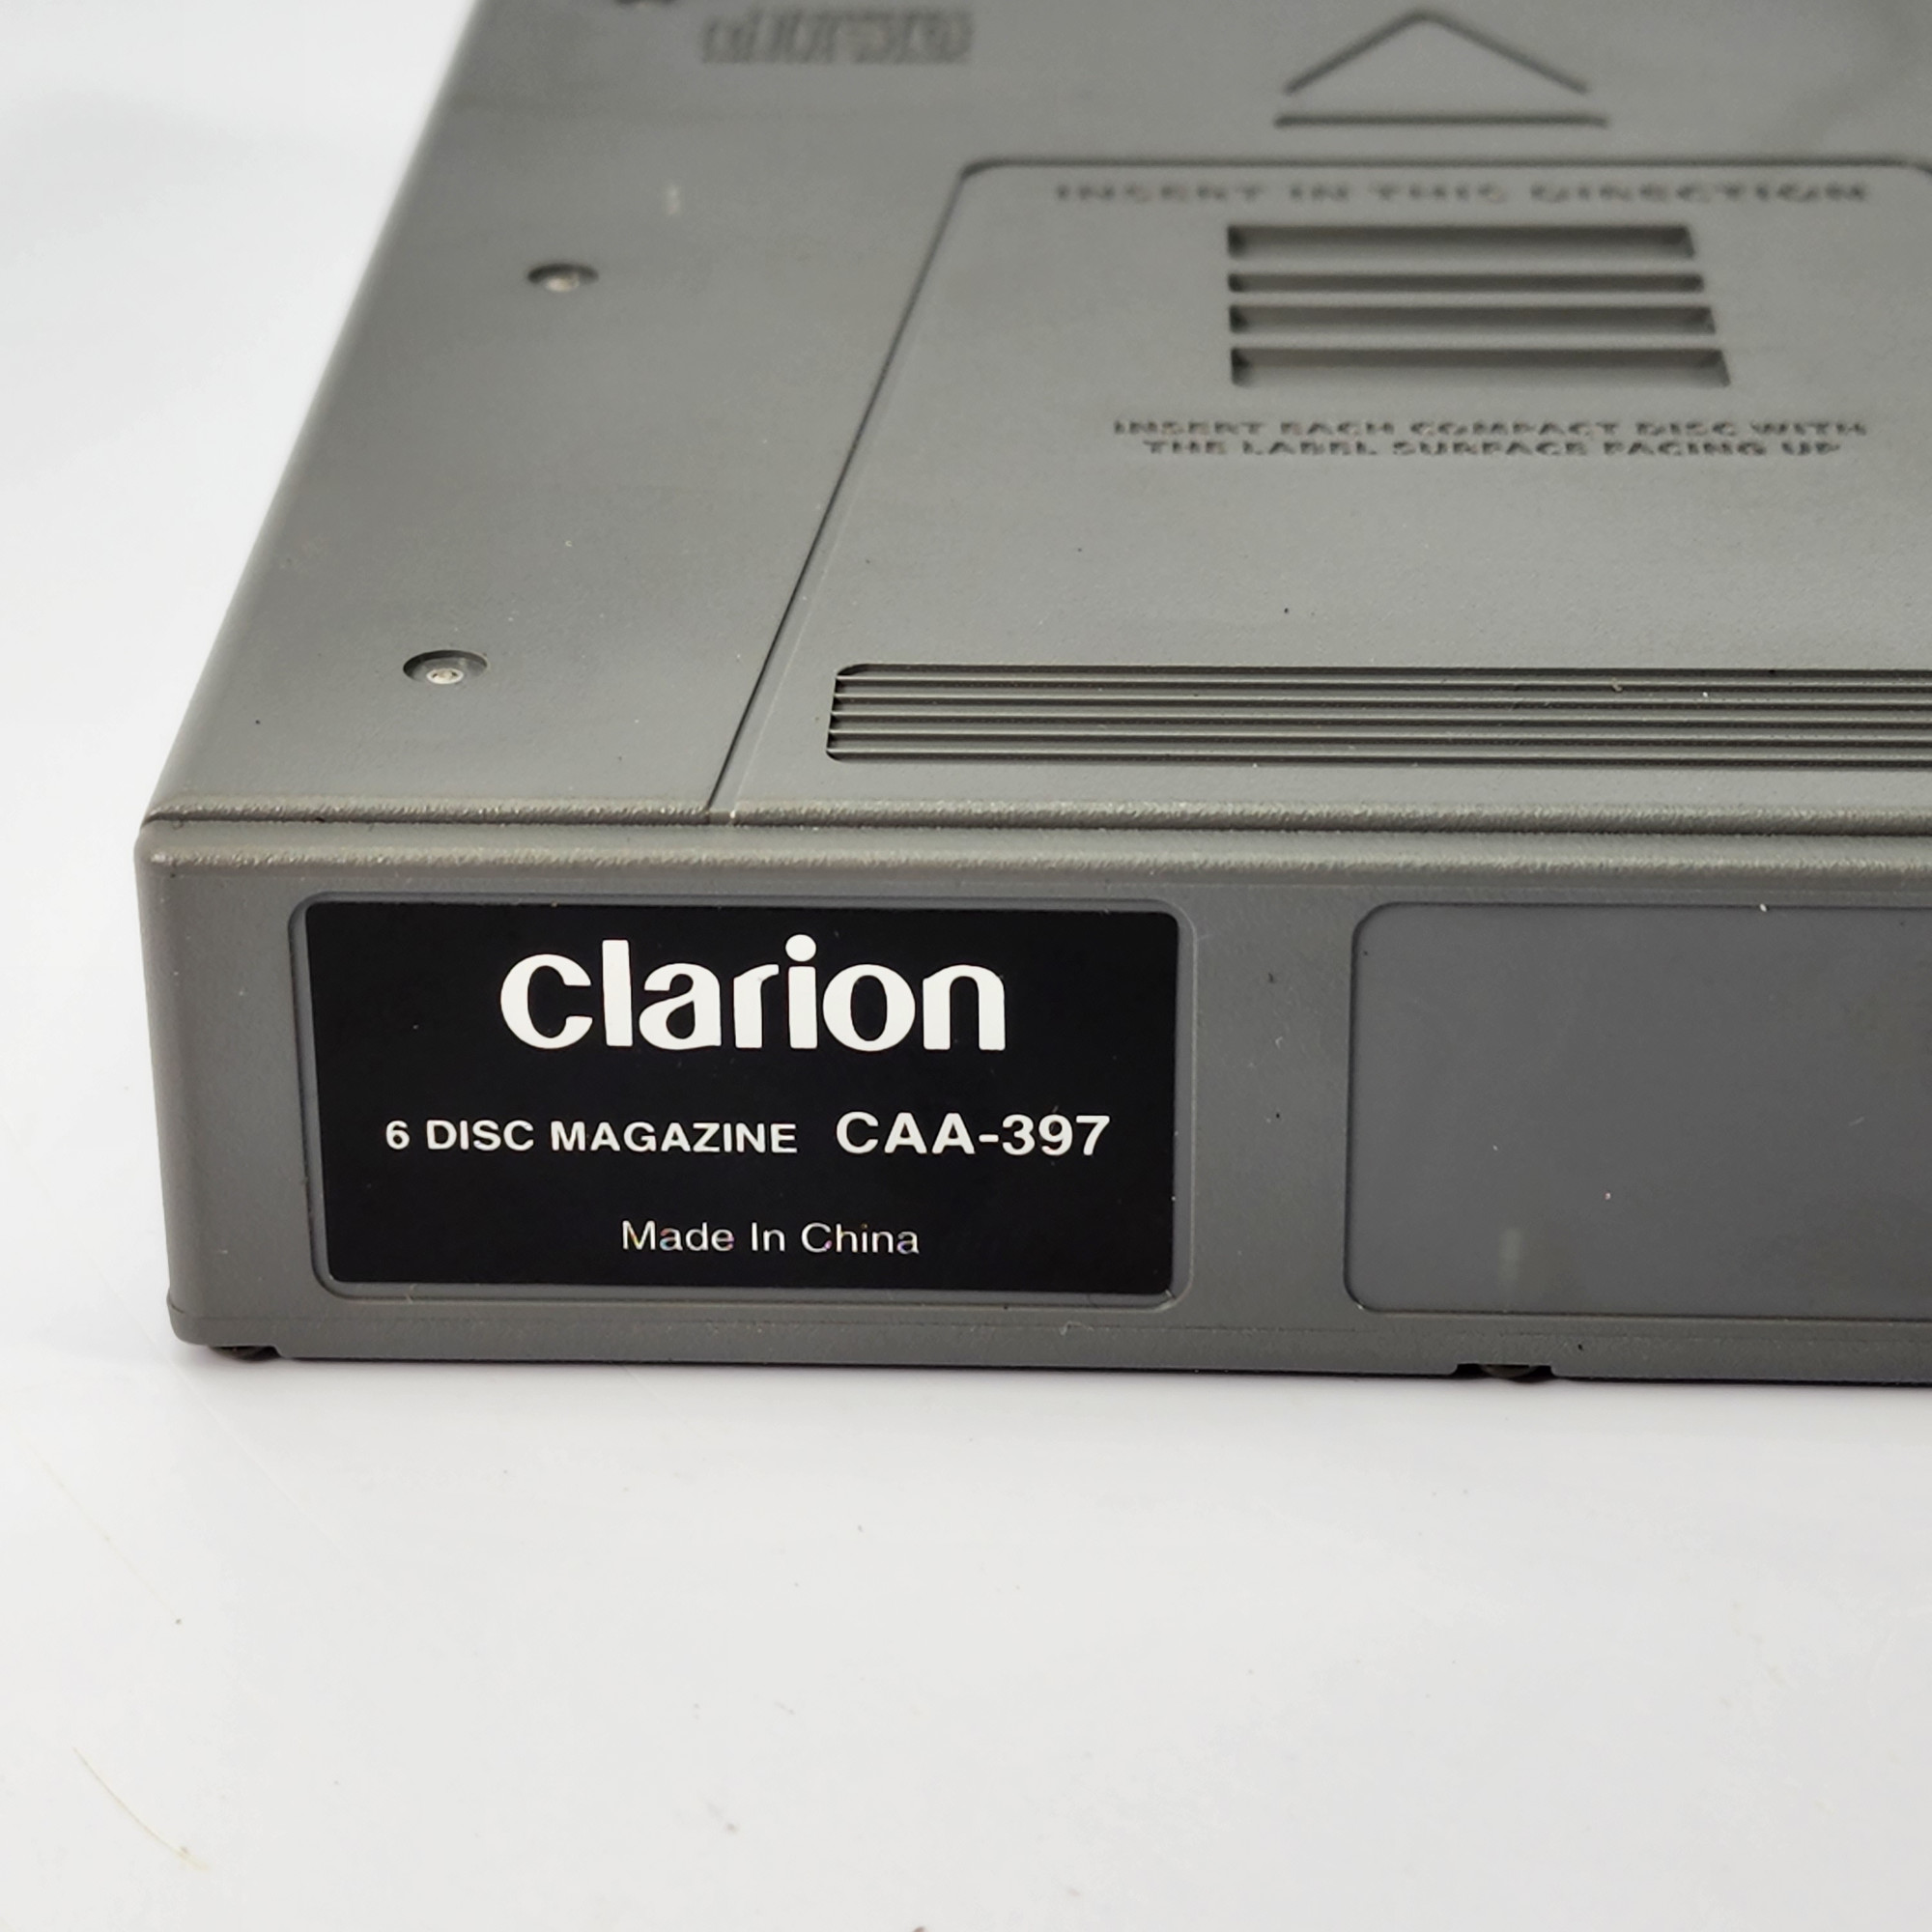 INSERT IN THIS DIRECTION
INSERT EACH COMPACT DISC WITH
THE LABEL SURFACE FACING UP
clarion
6 DISC MAGAZINE CAA-397
Made In China